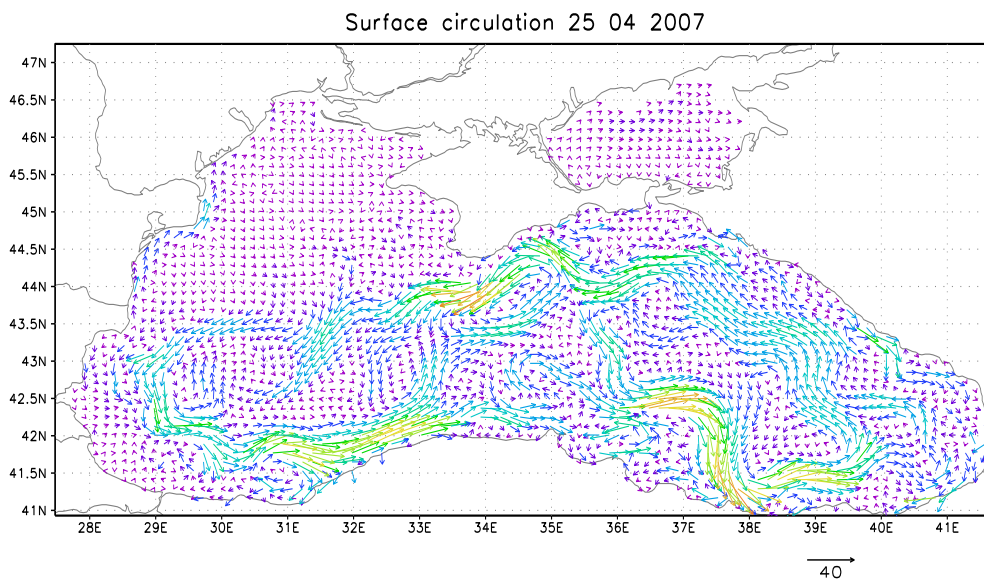 Surface circulation 25 04 2007
47N
46.5N
46N
45.5N
45N
44.5N
44N
43.5N
43N
42.5N
42N
41.5N
41N
28E 29E 30E 31E 32E 33E 34E 35E 36E 37E 38E 39E 40E 41E
40